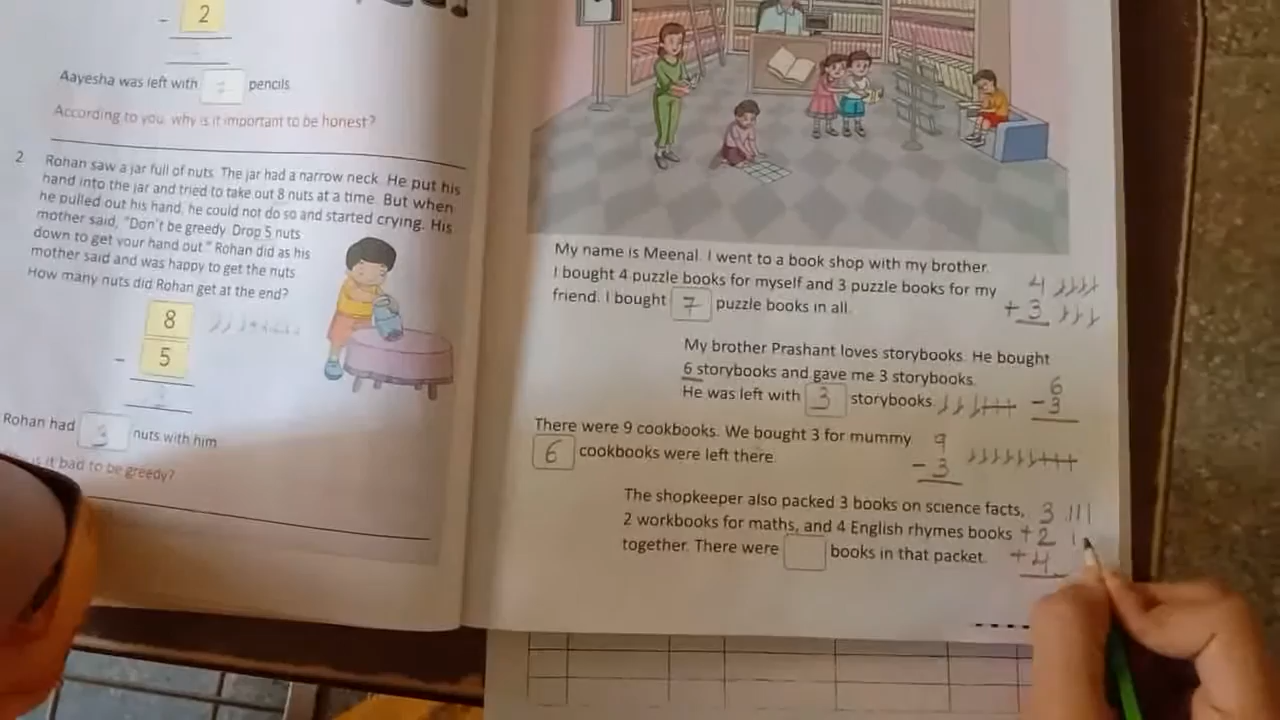 - 2
Aayesha was left with 7 pencils
According to you, why is it important to be honest?
2 Rohan saw a jar full of nuts. The jar had a narrow neck. He put his
hand into the jar and tried to take out 8 nuts at a time. But when
he pulled out his hand, he could not do so and started crying. His
mother said, "Don't be greedy. Drop 5 nuts
down to get your hand out." Rohan did as his
mother said and was happy to get the nuts
How many nuts did Rohan get at the end?
8
- 5
Rohan had 3 nuts with him
is it bad to be greedy?
My name is Meenal. I went to a book shop with my brother.
I bought 4 puzzle books for myself and 3 puzzle books for my
friend. I bought 7 puzzle books in all.
4
+ 3
My brother Prashant loves storybooks. He bought
6 storybooks and gave me 3 storybooks.
He was left with 3 storybooks.
6
- 3
There were 9 cookbooks. We bought 3 for mummy
6 cookbooks were left there.
9
- 3
The shopkeeper also packed 3 books on science facts,
2 workbooks for maths, and 4 English rhymes books
together. There were books in that packet.
3
+ 2
+ 4